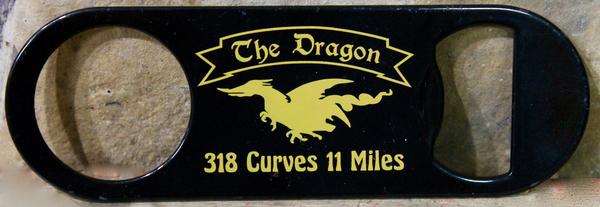 The Dragon
318 Curves 11 Miles